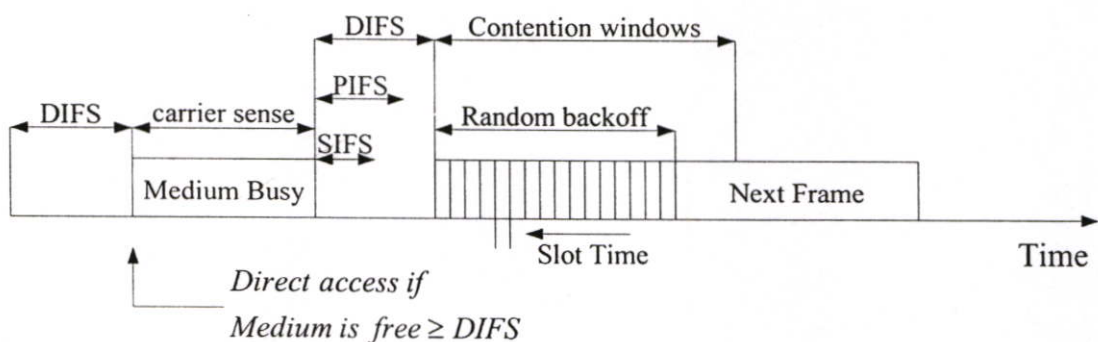 DIFS Contention windows
PIFS
DIFS carrier sense Random backoff
SIFS
Medium Busy Next Frame
Slot Time
Time
Direct access if
Medium is free ≥ DIFS